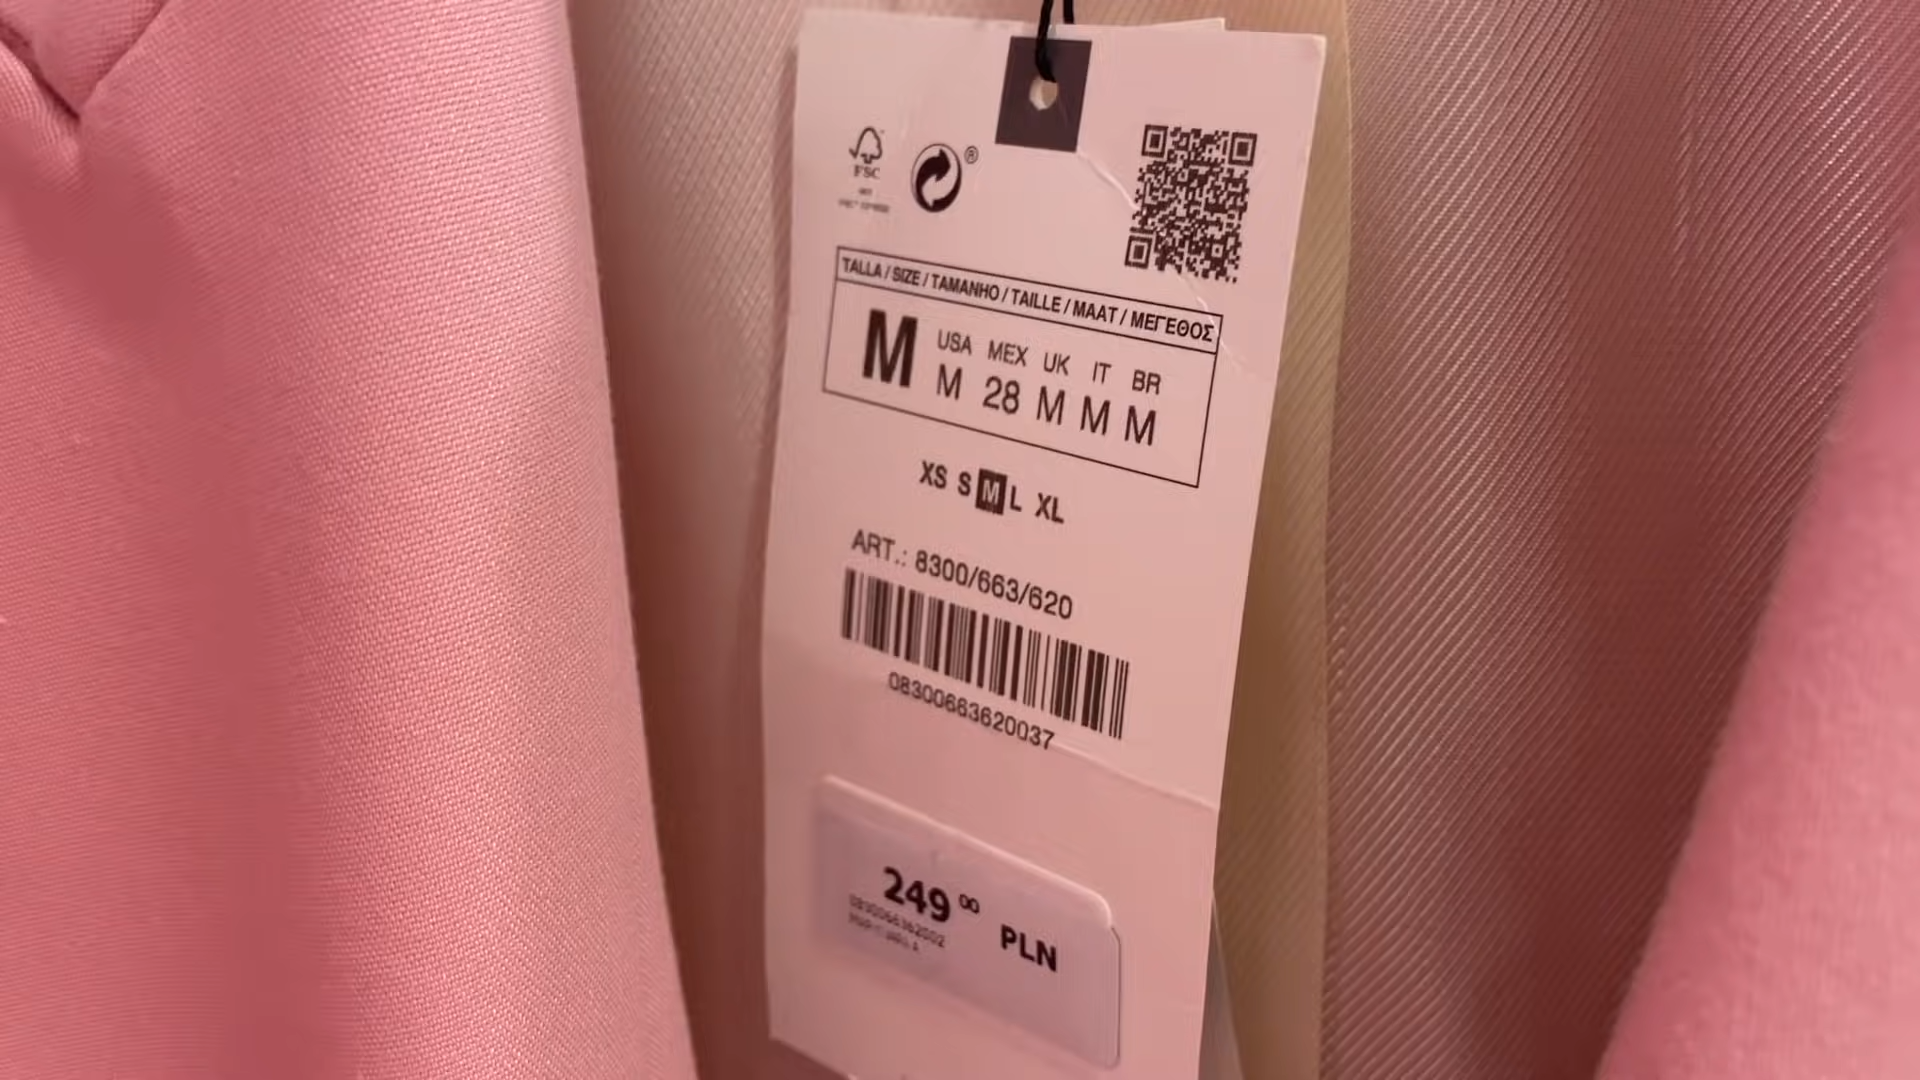 FSC
®
TALLA / SIZE / TAMANHO / TAILLE / MAAT / ΜΕΓΕΘΟΣ
M USA MEX UK IT BR
M 28 M M M
XS S M L XL
ART.: 8300/663/620
08300663620037
249 00 PLN